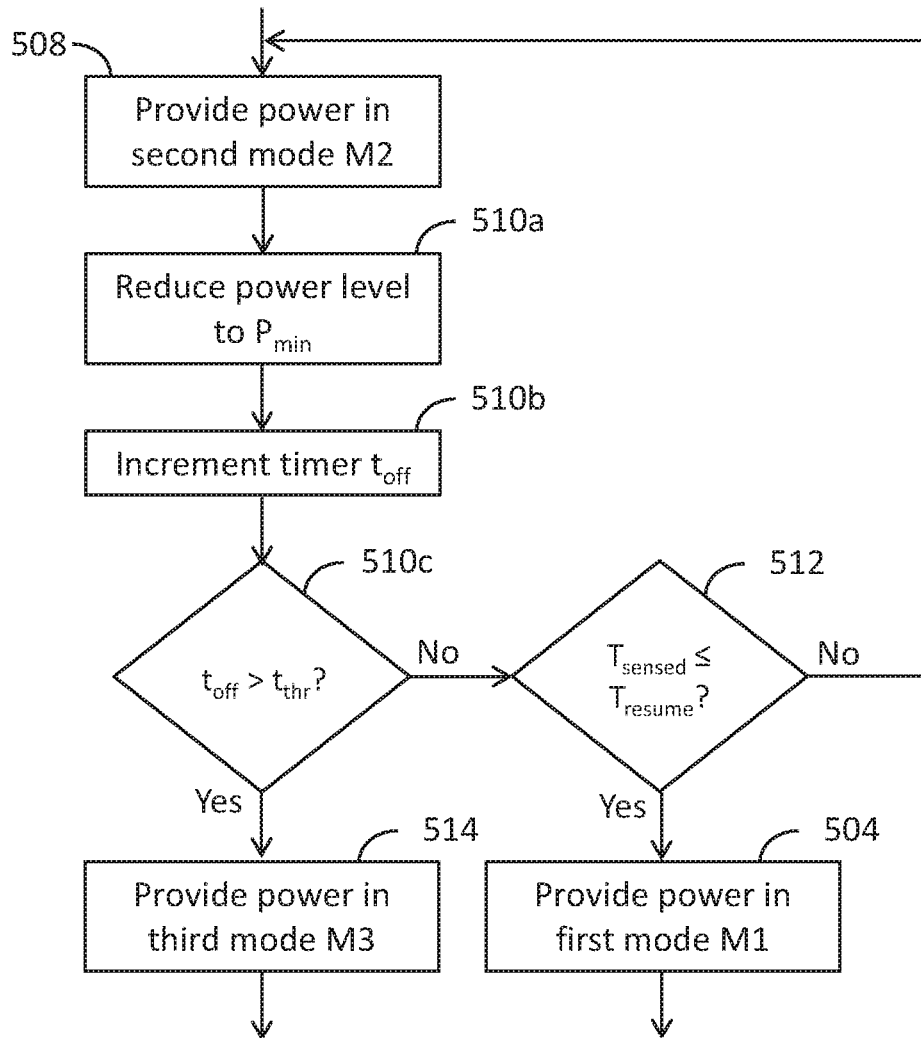 508
Provide power in
second mode M2
510a
Reduce power level
to Pmin
510b
Increment timer toff
510c
toff > tthr?
No
512
Tsensed ≤
Tresume?
No
Yes
514
Provide power in
third mode M3
Yes
504
Provide power in
first mode M1